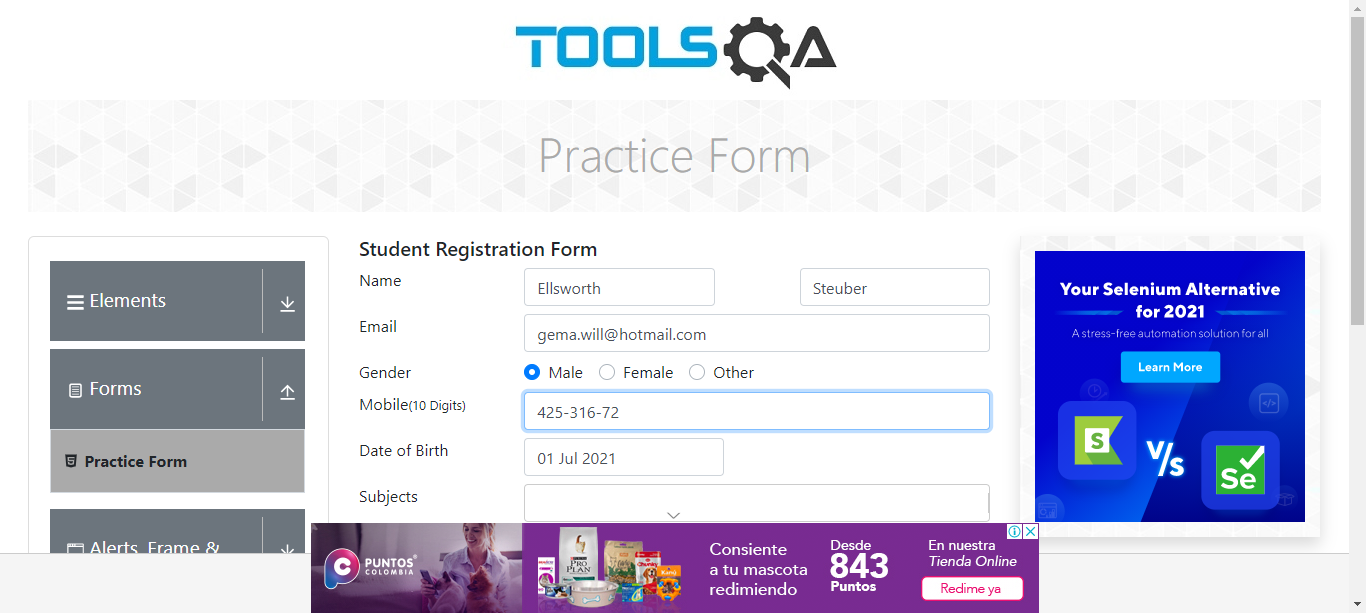 TOOLSQA
Practice Form
Elements
Forms
Practice Form
Alerts, Frame &
Student Registration Form
Name
Ellsworth
Steuber
Email
gema.will@hotmail.com
Gender
Male
Female
Other
Mobile(10 Digits)
425-316-72
Date of Birth
01 Jul 2021
Subjects
Your Selenium Alternative
for 2021
A stress-free automation solution for all
Learn More
S
V/s
Se
C PUNTOS
COLOMBIA
PRO PLAN
Consiente
a tu mascota
redimiendo
Desde
843
Puntos
En nuestra
Tienda Online
Redime ya